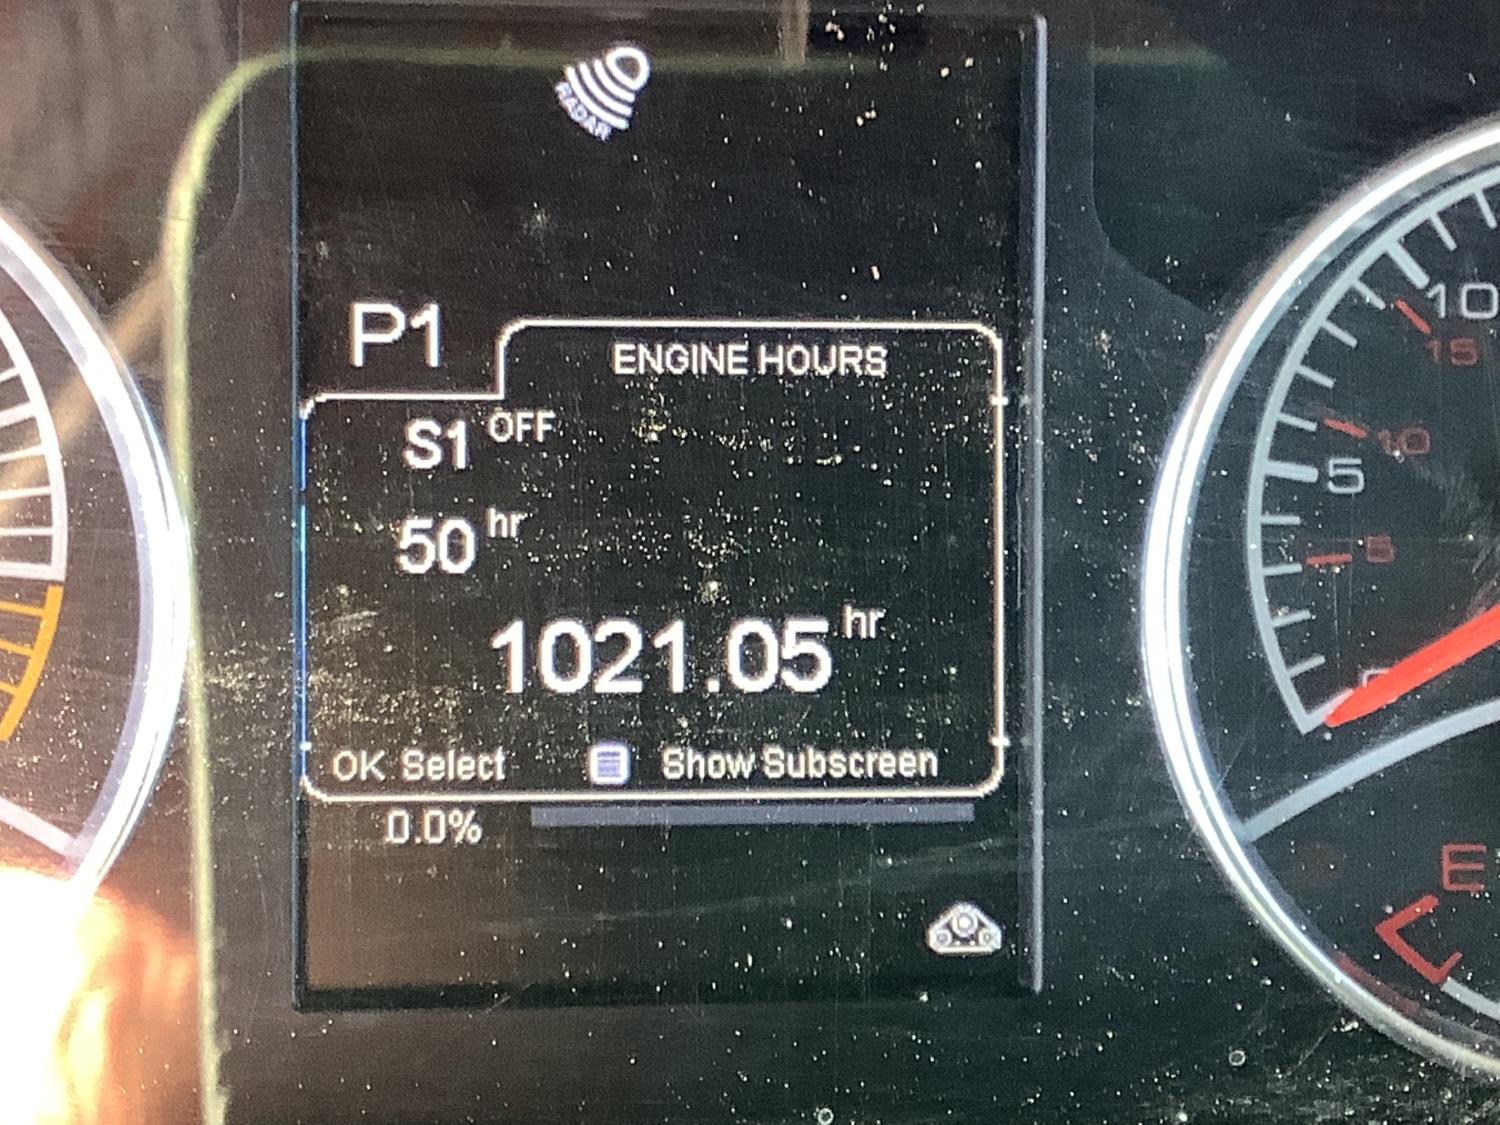 RADAR
P1
ENGINE HOURS
S1 OFF
50 hr
1021.05 hr
OK Select Show Subscreen
0.0%
10
15
10
5
5
E